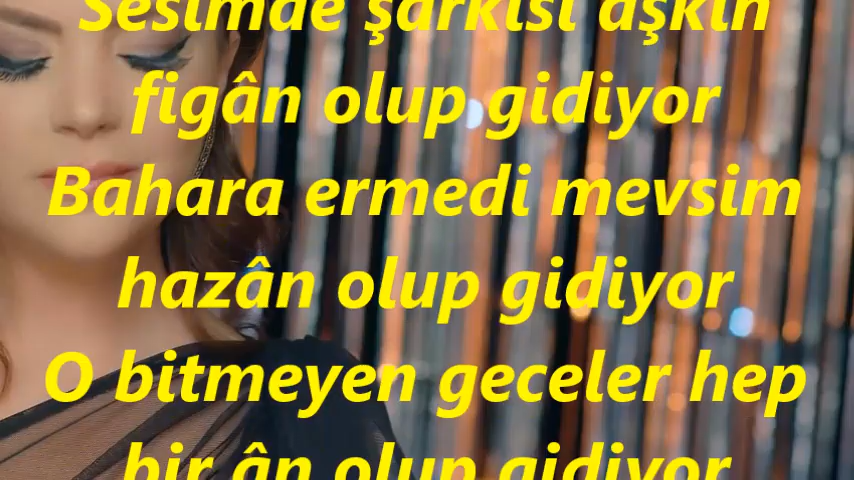 Sesimde şarkısı aşkın
figân olup gidiyor
Bahara ermedi mevsim
hazân olup gidiyor
O bitmeyen geceler hep
bir ân olup gidiyor